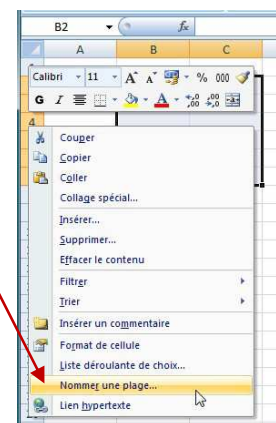 B2 fx
A B C
Calibri 11 A A % 000
G I A ,00 ,00
4
Couper
Copier
Coller
Collage spécial...
Insérer...
Supprimer...
Effacer le contenu
Filtrer
Trier
Insérer un commentaire
Format de cellule
Liste déroulante de choix...
Nommer une plage...
Lien hypertexte